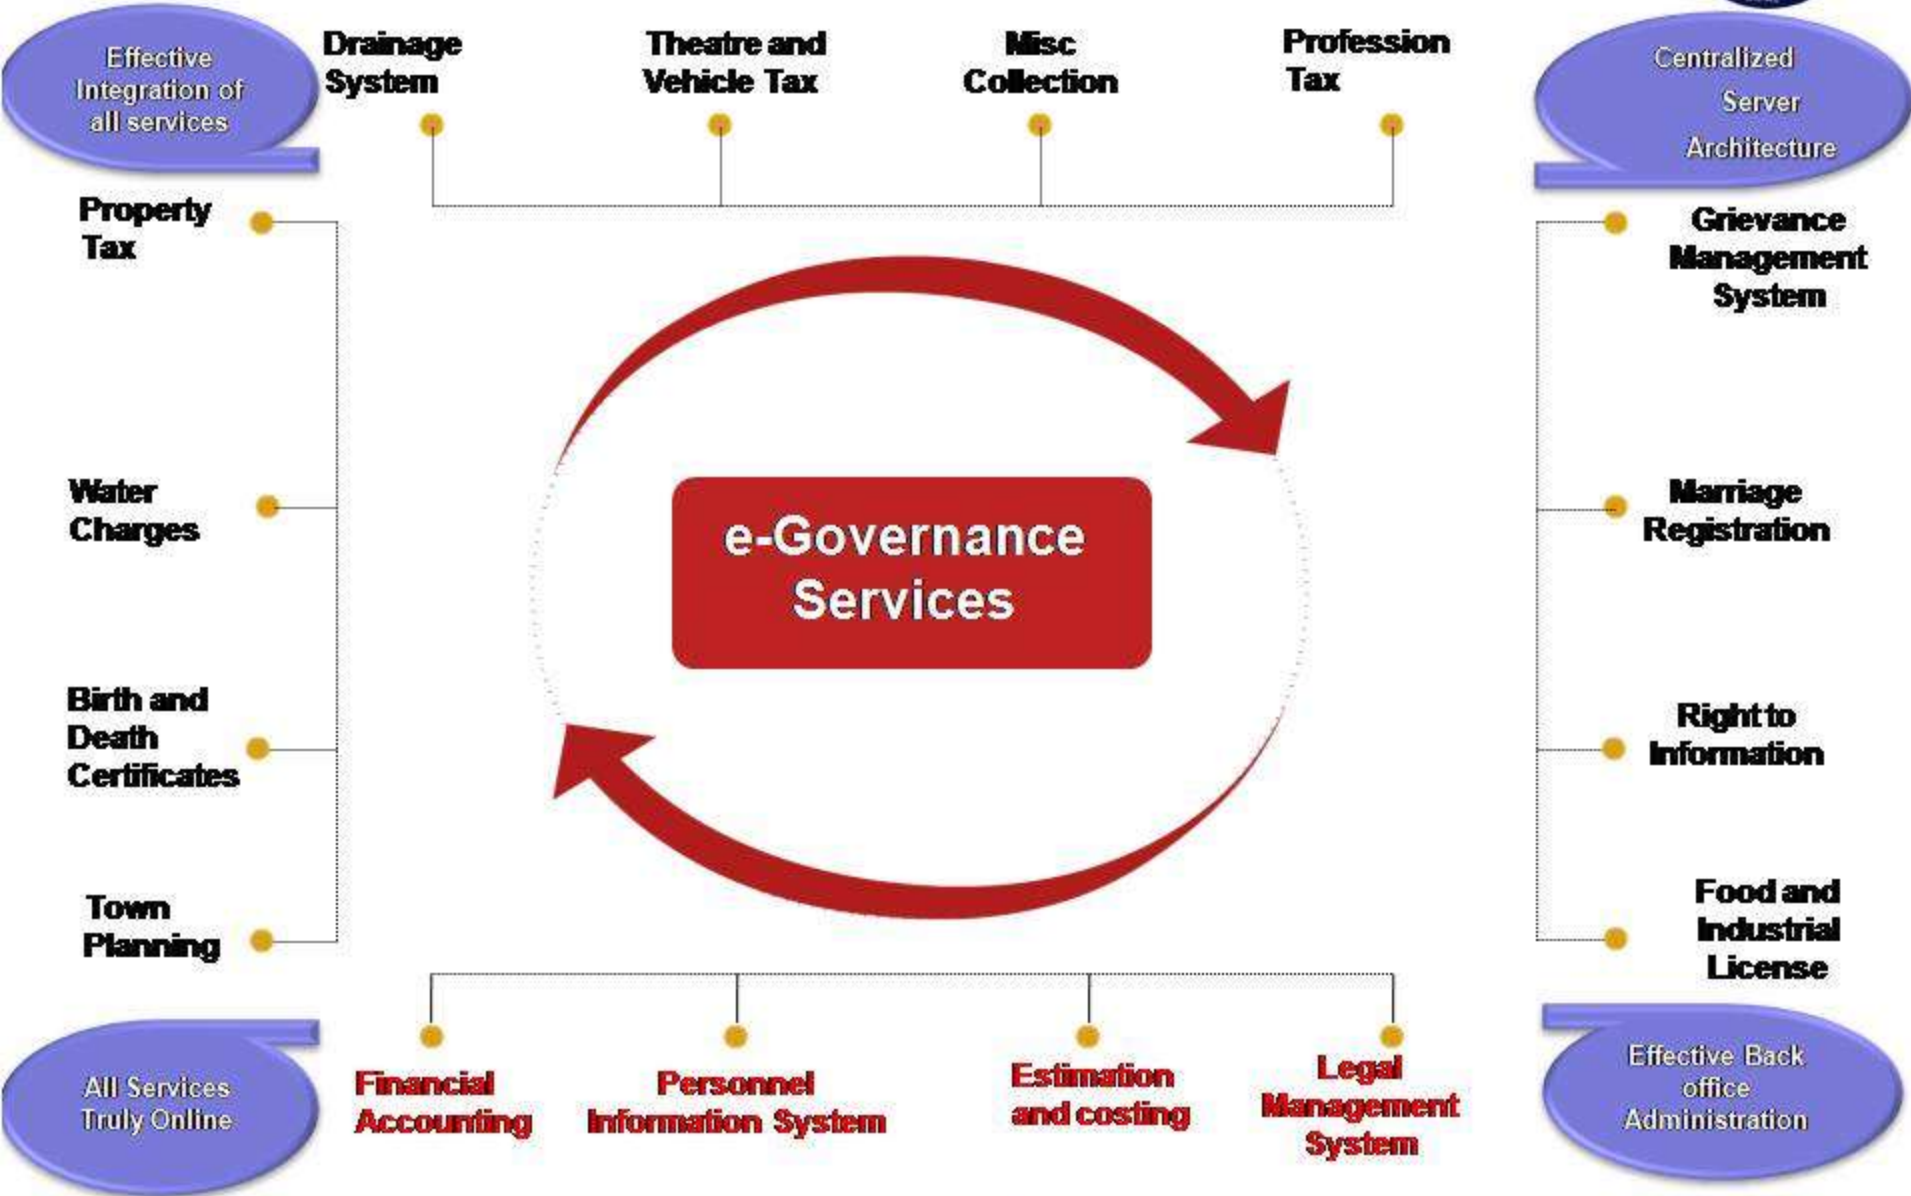 Effective
Integration of
all services
Drainage
System
Theatre and
Vehicle Tax
Misc
Collection
Profession
Tax
Centralized
Server
Architecture
Property
Tax
Water
Charges
Birth and
Death
Certificates
Town
Planning
e-Governance
Services
Grievance
Management
System
Marriage
Registration
Right to
Information
Food and
Industrial
License
All Services
Truly Online
Financial
Accounting
Personnel
Information System
Estimation
and costing
Legal
Management
System
Effective Back
office
Administration